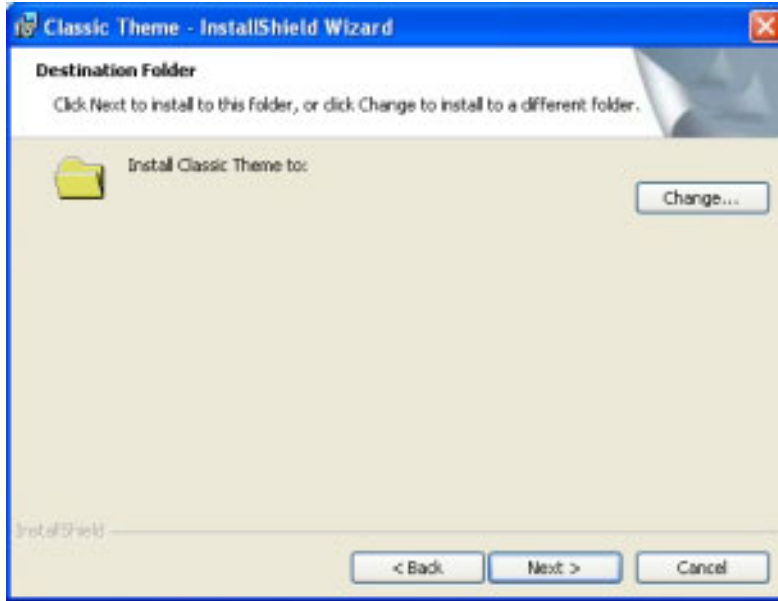 Classic Theme - InstallShield Wizard
Destination Folder
Click Next to install to this folder, or click Change to install to a different folder.
Install Classic Theme to:
Change...
InstallShield
< Back
Next >
Cancel